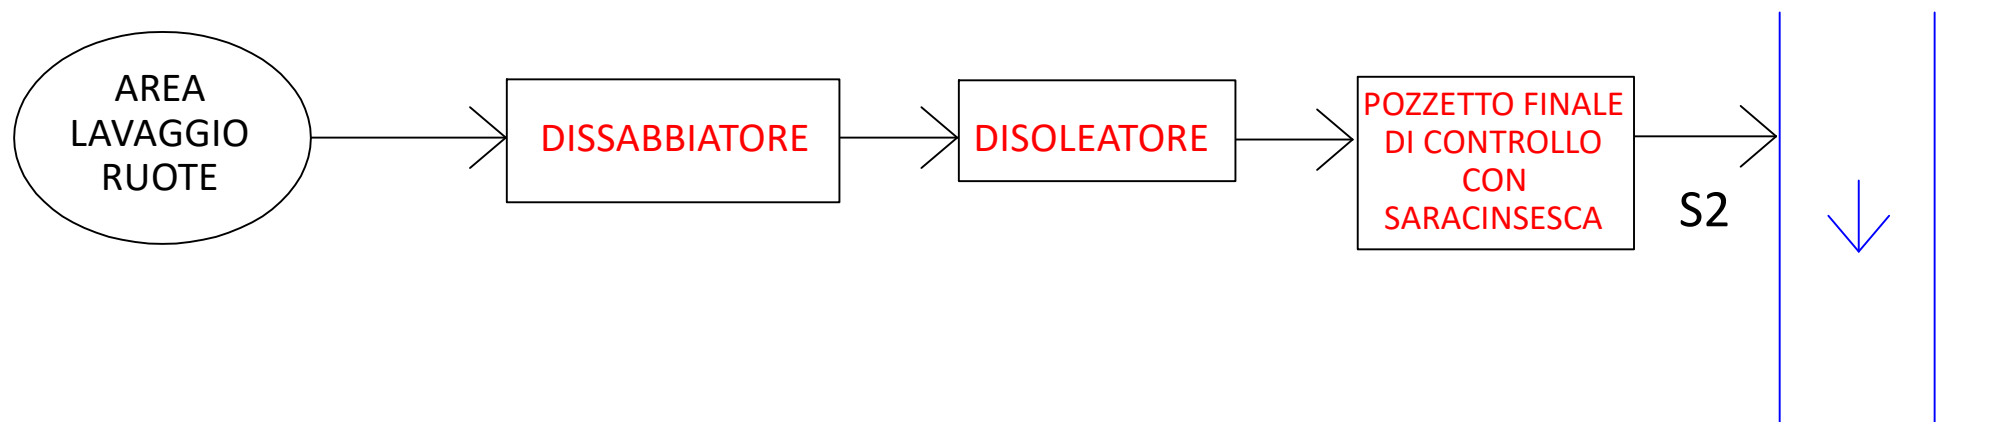 AREA
LAVAGGIO
RUOTE
DISSABBIATORE
DISOLEATORE
POZZETTO FINALE
DI CONTROLLO
CON
SARACINSESCA
S2